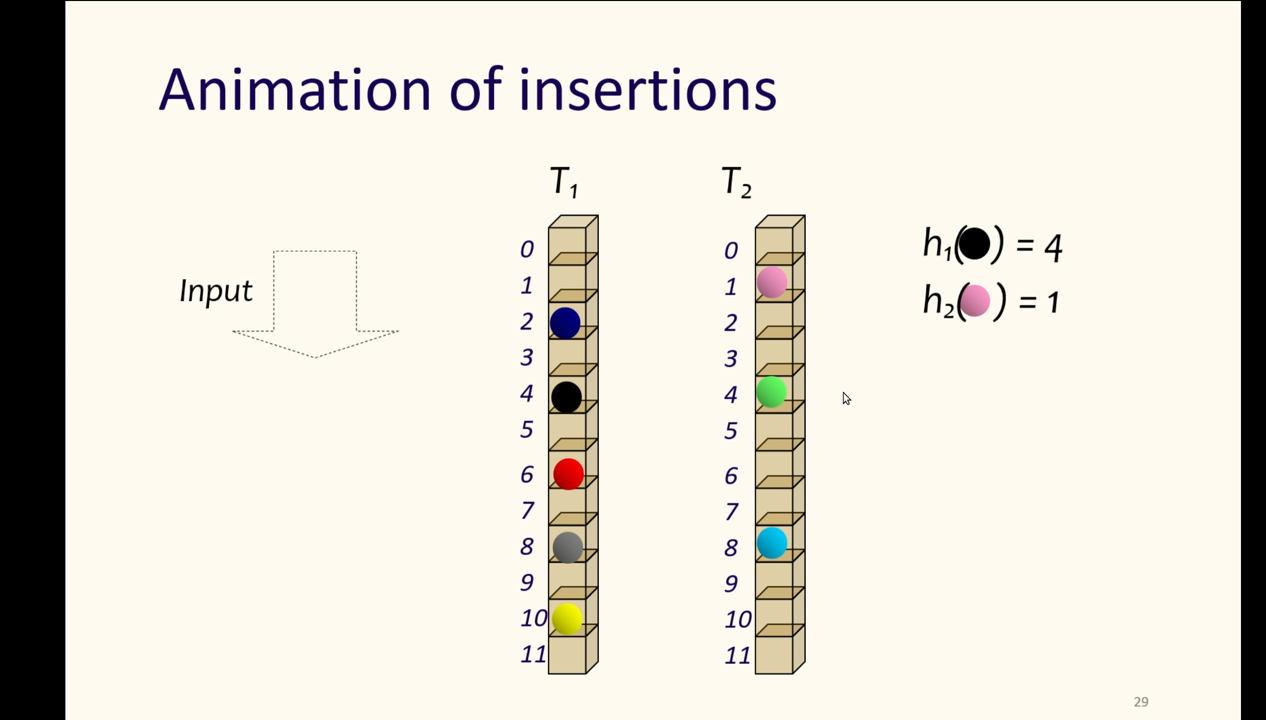 Animation of insertions
T₁ T₂
Input
0 0
1 1
2 2
3 3
4 4
5 5
6 6
7 7
8 8
9 9
10 10
11 11
h₁( ) = 4
h₂( ) = 1
29